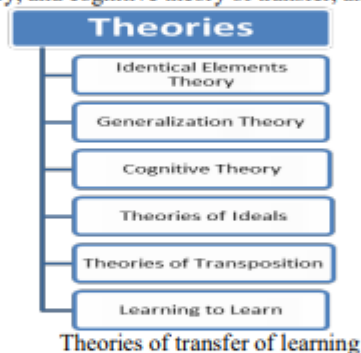 Theories
Identical Elements
Theory
Generalization Theory
Cognitive Theory
Theories of Ideals
Theories of Transposition
Learning to Learn
Theories of transfer of learning